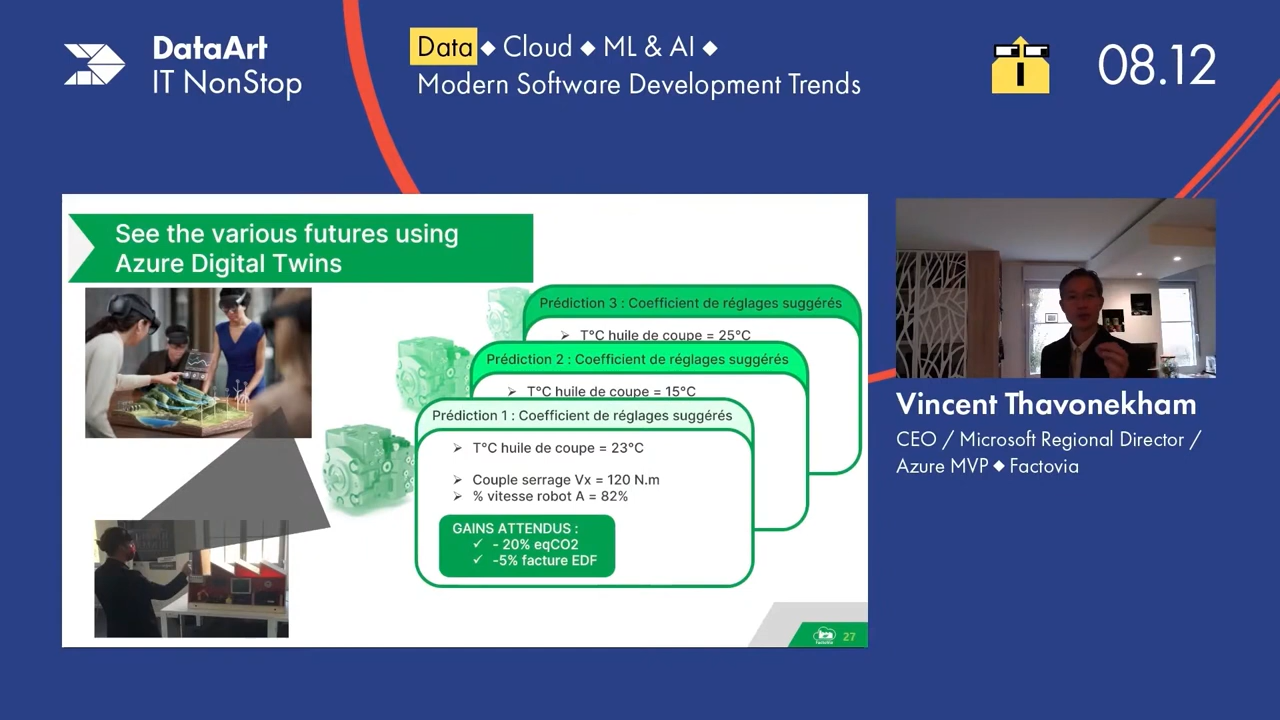 DataArt
IT NonStop
Data ◆ Cloud ◆ ML & AI ◆
Modern Software Development Trends
08.12
See the various futures using
Azure Digital Twins
Prédiction 3 : Coefficient de réglages suggérés
➢ T°C huile de coupe = 25°C
Prédiction 2 : Coefficient de réglages suggérés
➢ T°C huile de coupe = 15°C
Prédiction 1 : Coefficient de réglages suggérés
➢ T°C huile de coupe = 23°C
➢ Couple serrage Vx = 120 N.m
➢ % vitesse robot A = 82%
GAINS ATTENDUS :
✓ - 20% eqCO2
✓ -5% facture EDF
27
Vincent Thavonekham
CEO / Microsoft Regional Director /
Azure MVP ◆ Factovia